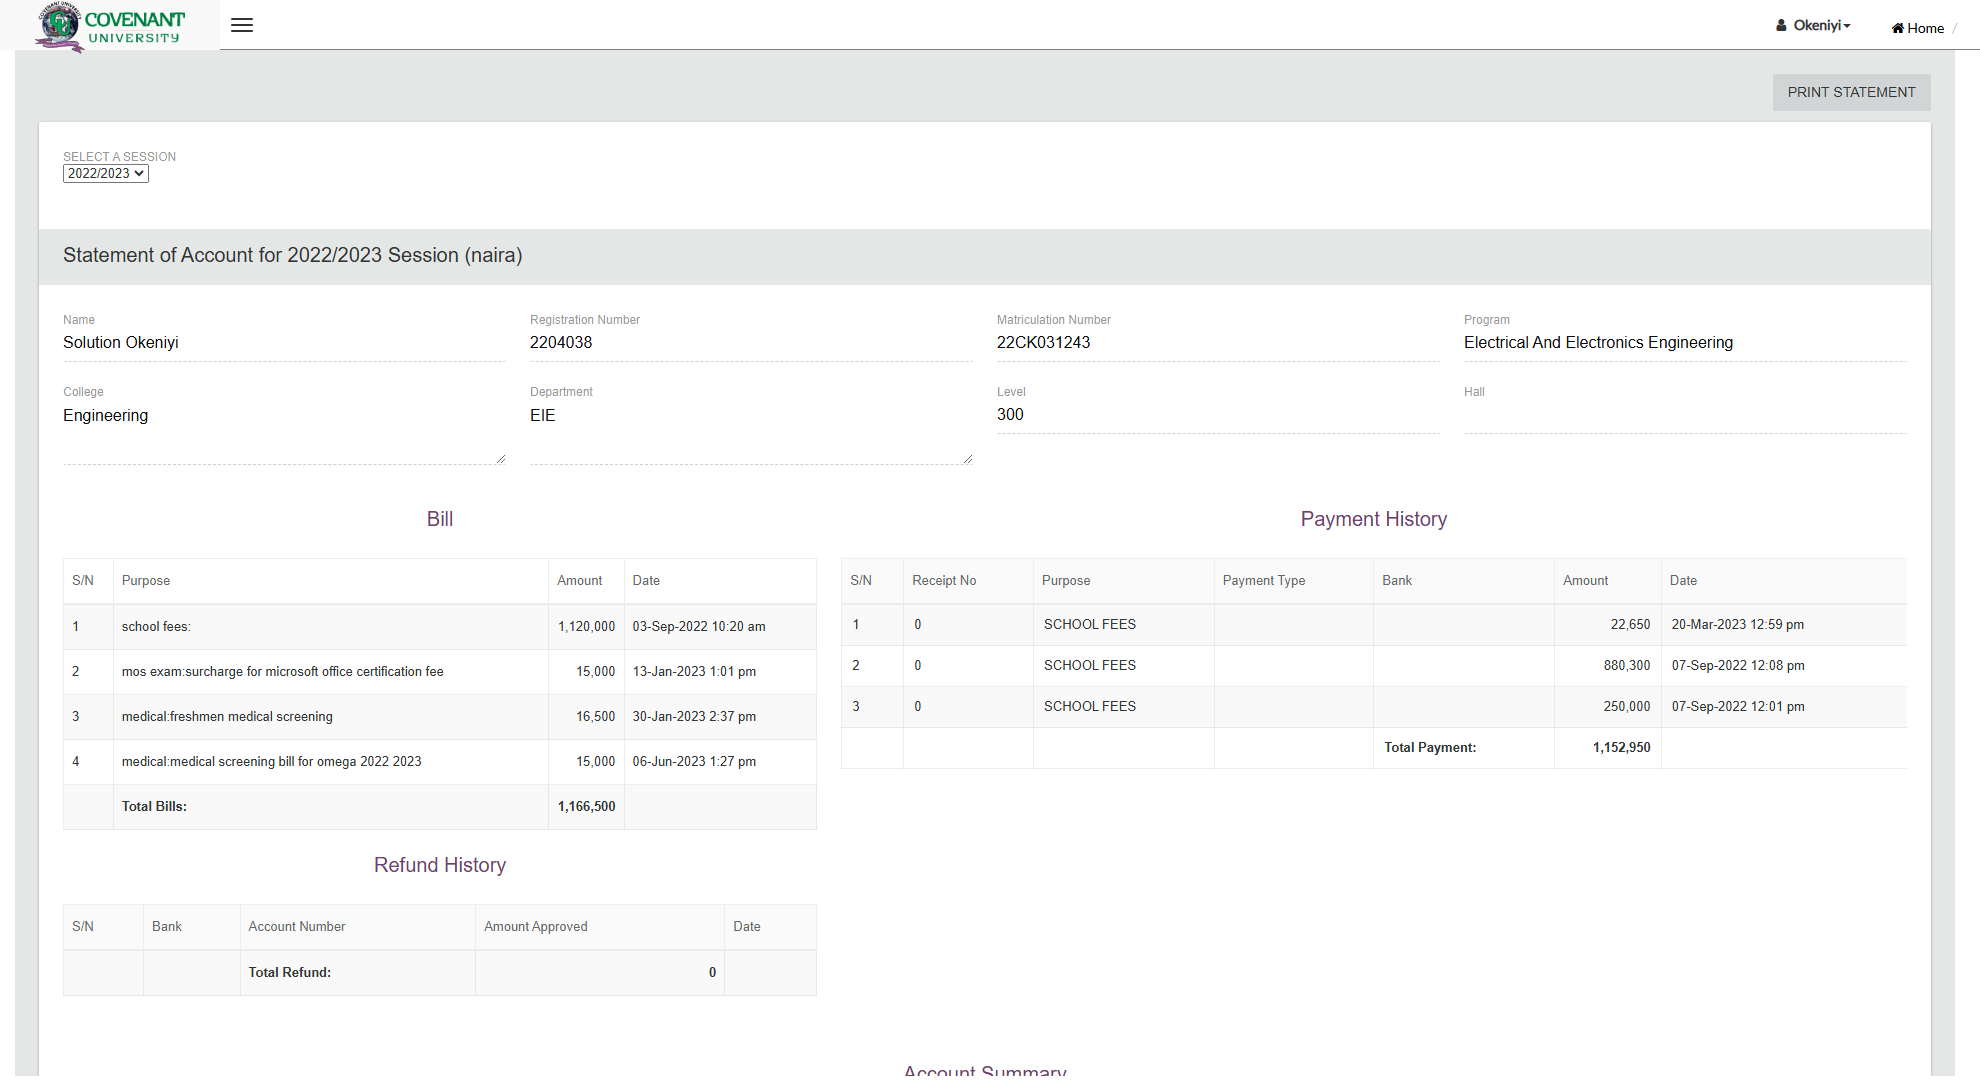 COVENANT
UNIVERSITY
Okeniyi
Home /
PRINT STATEMENT
SELECT A SESSION
2022/2023
Statement of Account for 2022/2023 Session (naira)
Name Registration Number Matriculation Number Program
Solution Okeniyi 2204038 22CK031243 Electrical And Electronics Engineering
College Department Level Hall
Engineering EIE 300
Bill
S/N Purpose Amount Date
1 school fees: 1,120,000 03-Sep-2022 10:20 am
2 mos exam:surcharge for microsoft office certification fee 15,000 13-Jan-2023 1:01 pm
3 medical:freshmen medical screening 16,500 30-Jan-2023 2:37 pm
4 medical:medical screening bill for omega 2022 2023 15,000 06-Jun-2023 1:27 pm
Total Bills: 1,166,500
Payment History
S/N Receipt No Purpose Payment Type Bank Amount Date
1 0 SCHOOL FEES 22,650 20-Mar-2023 12:59 pm
2 0 SCHOOL FEES 880,300 07-Sep-2022 12:08 pm
3 0 SCHOOL FEES 250,000 07-Sep-2022 12:01 pm
Total Payment: 1,152,950
Refund History
S/N Bank Account Number Amount Approved Date
Total Refund: 0
Account Summary